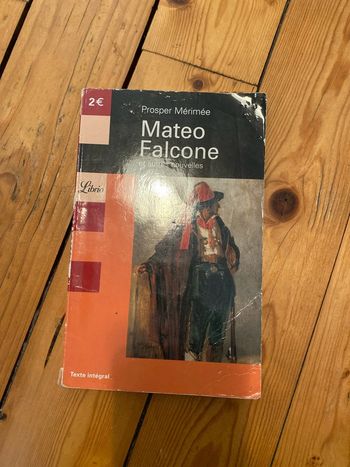 2€
Prosper Mérimée
Mateo
Falcone
et autres nouvelles
Librio
Texte intégral